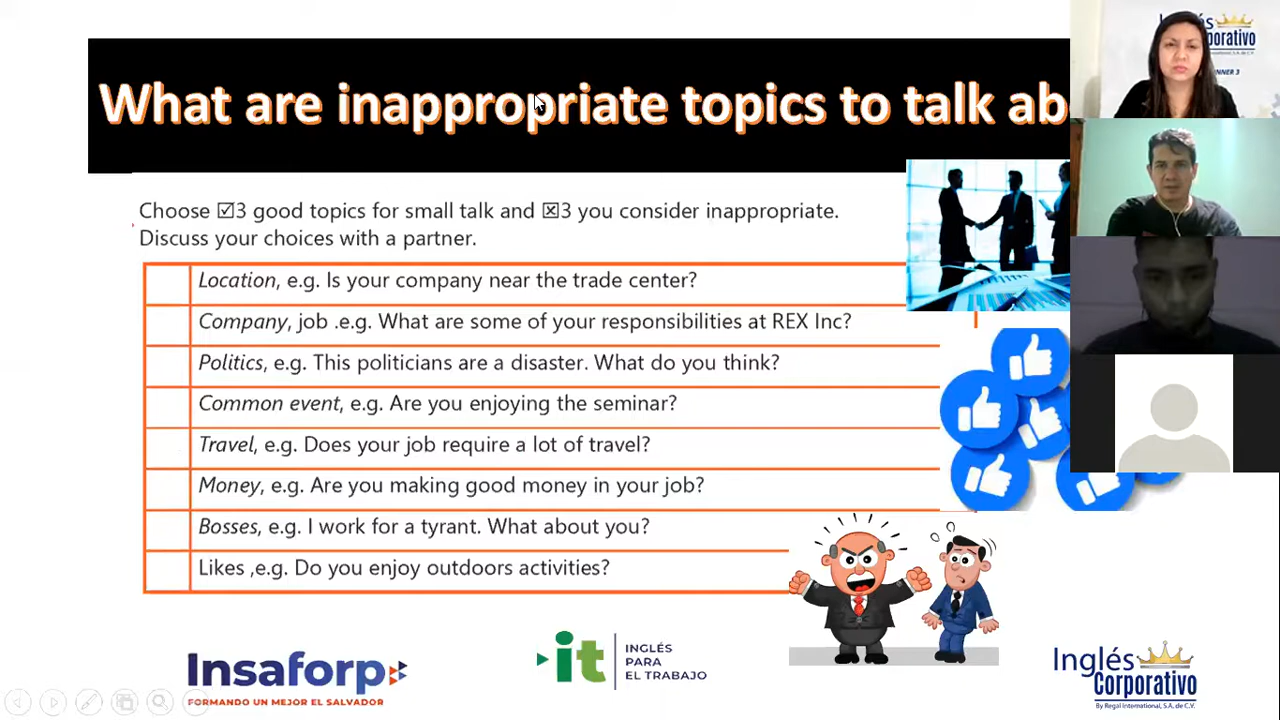 What are inappropriate topics to talk ab
Choose ☑3 good topics for small talk and ☒3 you consider inappropriate.
Discuss your choices with a partner.
Location, e.g. Is your company near the trade center?
Company, job .e.g. What are some of your responsibilities at REX Inc?
Politics, e.g. This politicians are a disaster. What do you think?
Common event, e.g. Are you enjoying the seminar?
Travel, e.g. Does your job require a lot of travel?
Money, e.g. Are you making good money in your job?
Bosses, e.g. I work for a tyrant. What about you?
Likes ,e.g. Do you enjoy outdoors activities?
Insaforp
FORMANDO UN MEJOR EL SALVADOR
it
INGLÉS
PARA
EL TRABAJO
Inglés
Corporativo
By Regal International, S.A. de C.V.